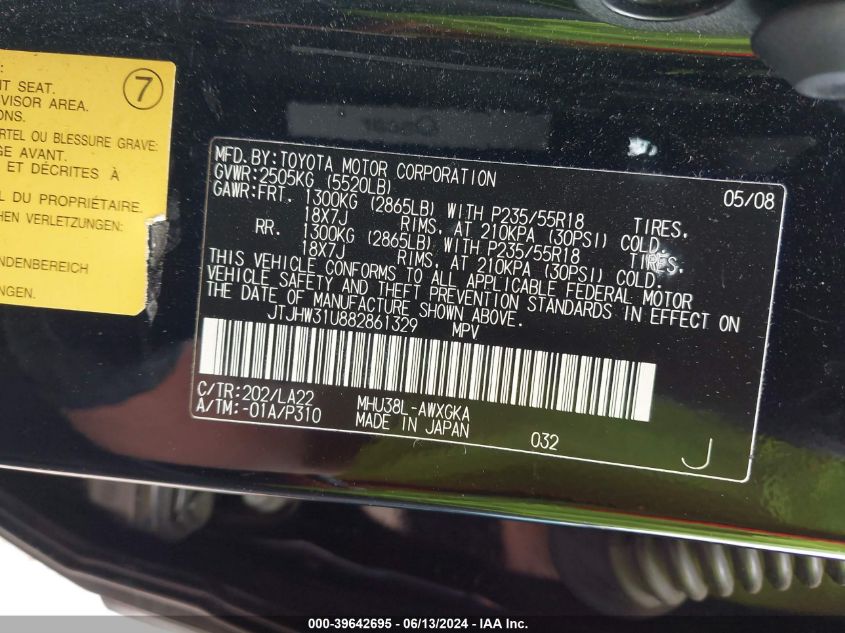 :
NT SEAT.
VISOR AREA.
ONS.
RTEL OU BLESSURE GRAVE:
GE AVANT.
ET DÉCRITES À
L DU PROPRIÉTAIRE.
CHEN VERLETZUNGEN:
NDENBEREICH
NGEN.
7
MFD.BY:TOYOTA MOTOR CORPORATION 05/08
GVWR:2505KG (5520LB)
GAWR:FRT. 1300KG (2865LB) WITH P235/55R18 TIRES,
18X7J RIMS, AT 210KPA (30PSI) COLD.
RR. 1300KG (2865LB) WITH P235/55R18 TIRES,
18X7J RIMS, AT 210KPA (30PSI) COLD.
THIS VEHICLE CONFORMS TO ALL APPLICABLE FEDERAL MOTOR
VEHICLE SAFETY AND THEFT PREVENTION STANDARDS IN EFFECT ON
THE DATE OF MANUFACTURE SHOWN ABOVE.
JTJHW31U882861329 MPV
C/TR:202/LA22 MHU38L-AWXGKA
A/TM:-01A/P310 MADE IN JAPAN 032 J
000-39642695 - 06/13/2024 - IAA Inc.